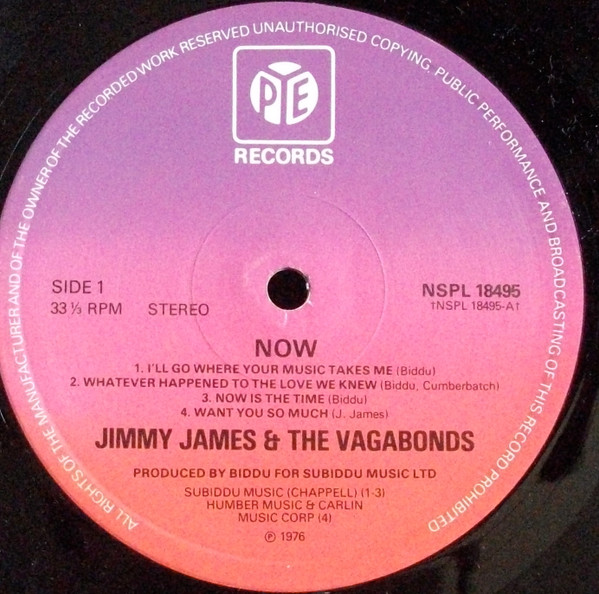 ALL RIGHTS OF THE MANUFACTURER AND OF THE OWNER OF THE RECORDED WORK RESERVED UNAUTHORISED COPYING, PUBLIC PERFORMANCE AND BROADCASTING OF THIS RECORD PROHIBITED
PYE
RECORDS
SIDE 1
33 ⅓ RPM STEREO
NSPL 18495
†NSPL 18495-A†
NOW
1. I'LL GO WHERE YOUR MUSIC TAKES ME (Biddu)
2. WHATEVER HAPPENED TO THE LOVE WE KNEW (Biddu, Cumberbatch)
3. NOW IS THE TIME (Biddu)
4. WANT YOU SO MUCH (J. James)
JIMMY JAMES & THE VAGABONDS
PRODUCED BY BIDDU FOR SUBIDDU MUSIC LTD
SUBIDDU MUSIC (CHAPPELL) (1-3)
HUMBER MUSIC & CARLIN
MUSIC CORP (4)
℗ 1976